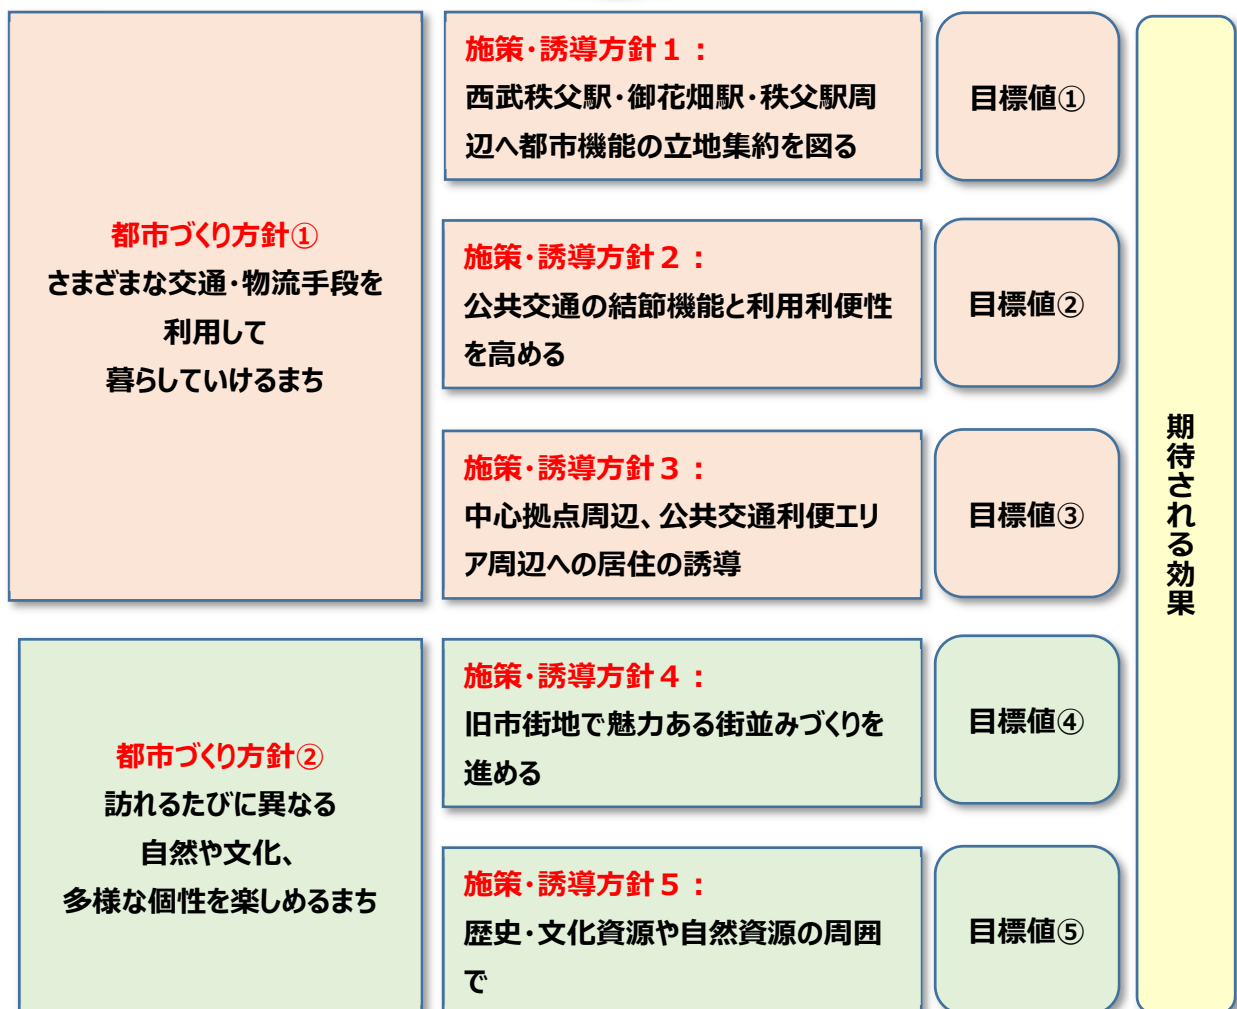 都市づくり方針①
さまざまな交通・物流手段を
利用して
暮らしていけるまち
施策・誘導方針１：
西武秩父駅・御花畑駅・秩父駅周
辺へ都市機能の立地集約を図る
目標値①
施策・誘導方針２：
公共交通の結節機能と利用利便性
を高める
目標値②
施策・誘導方針３：
中心拠点周辺、公共交通利便エリ
ア周辺への居住の誘導
目標値③
都市づくり方針②
訪れるたびに異なる
自然や文化、
多様な個性を楽しめるまち
施策・誘導方針４：
旧市街地で魅力ある街並みづくりを
進める
目標値④
施策・誘導方針５：
歴史・文化資源や自然資源の周囲
で
目標値⑤
期待される効果